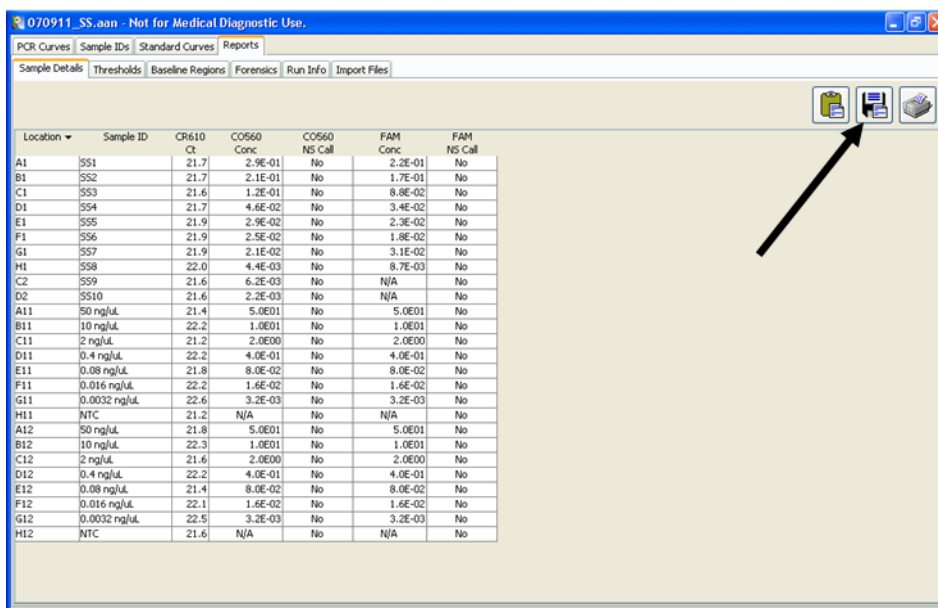 070911_SS.aan - Not for Medical Diagnostic Use.
PCR Curves Sample IDs Standard Curves Reports
Sample Details Thresholds Baseline Regions Forensics Run Info Import Files
Location Sample ID CR610 CO560 CO560 FAM FAM
Ct Conc NS Call Conc NS Call
A1 SS1 21.7 2.9E-01 No 2.2E-01 No
B1 SS2 21.7 2.1E-01 No 1.7E-01 No
C1 SS3 21.6 1.2E-01 No 8.8E-02 No
D1 SS4 21.7 4.6E-02 No 3.4E-02 No
E1 SS5 21.9 2.9E-02 No 2.3E-02 No
F1 SS6 21.9 2.5E-02 No 1.8E-02 No
G1 SS7 21.9 2.1E-02 No 3.1E-02 No
H1 SS8 22.0 4.4E-03 No 8.7E-03 No
C2 SS9 21.6 6.2E-03 No N/A No
D2 SS10 21.6 2.2E-03 No N/A No
A11 50 ng/uL 21.4 5.0E01 No 5.0E01 No
B11 10 ng/uL 22.2 1.0E01 No 1.0E01 No
C11 2 ng/uL 21.2 2.0E00 No 2.0E00 No
D11 0.4 ng/uL 22.2 4.0E-01 No 4.0E-01 No
E11 0.08 ng/uL 21.8 8.0E-02 No 8.0E-02 No
F11 0.016 ng/uL 22.2 1.6E-02 No 1.6E-02 No
G11 0.0032 ng/uL 22.6 3.2E-03 No 3.2E-03 No
H11 NTC 21.2 N/A No N/A No
A12 50 ng/uL 21.8 5.0E01 No 5.0E01 No
B12 10 ng/uL 22.3 1.0E01 No 1.0E01 No
C12 2 ng/uL 21.6 2.0E00 No 2.0E00 No
D12 0.4 ng/uL 22.2 4.0E-01 No 4.0E-01 No
E12 0.08 ng/uL 21.4 8.0E-02 No 8.0E-02 No
F12 0.016 ng/uL 22.1 1.6E-02 No 1.6E-02 No
G12 0.0032 ng/uL 22.5 3.2E-03 No 3.2E-03 No
H12 NTC 21.6 N/A No N/A No